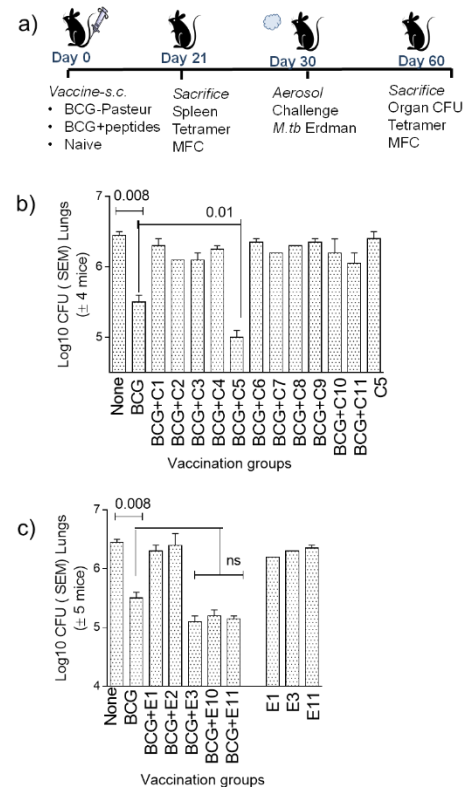 a)
Day 0 Day 21 Day 30 Day 60
Vaccine-s.c.
• BCG-Pasteur
• BCG+peptides
• Naive
Sacrifice
Spleen
Tetramer
MFC
Aerosol
Challenge
M.tb Erdman
Sacrifice
Organ CFU
Tetramer
MFC
b)
Log10 CFU ( SEM) Lungs
(± 4 mice)
7
6
5
0.008
0.01
None
BCG
BCG+C1
BCG+C2
BCG+C3
BCG+C4
BCG+C5
BCG+C6
BCG+C7
BCG+C8
BCG+C9
BCG+C10
BCG+C11
C5
Vaccination groups
c)
Log10 CFU ( SEM) Lungs
(± 5 mice)
7
6
5
4
0.008
ns
None
BCG
BCG+E1
BCG+E2
BCG+E3
BCG+E10
BCG+E11
E1
E3
E11
Vaccination groups